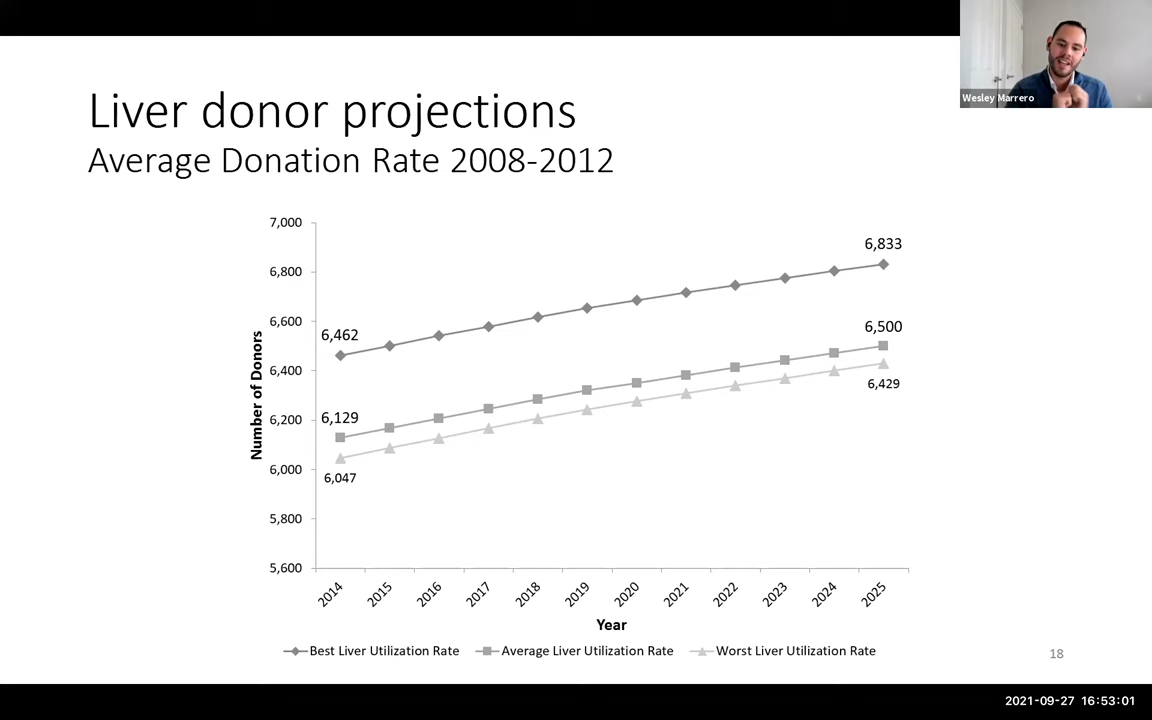 Wesley Marrero
Liver donor projections
Average Donation Rate 2008-2012
7,000
6,800
6,600
6,400
6,200
6,000
5,800
5,600
Number of Donors
6,462
6,129
6,047
6,833
6,500
6,429
2014 2015 2016 2017 2018 2019 2020 2021 2022 2023 2024 2025
Year
Best Liver Utilization Rate Average Liver Utilization Rate Worst Liver Utilization Rate
18
2021-09-27 16:53:01